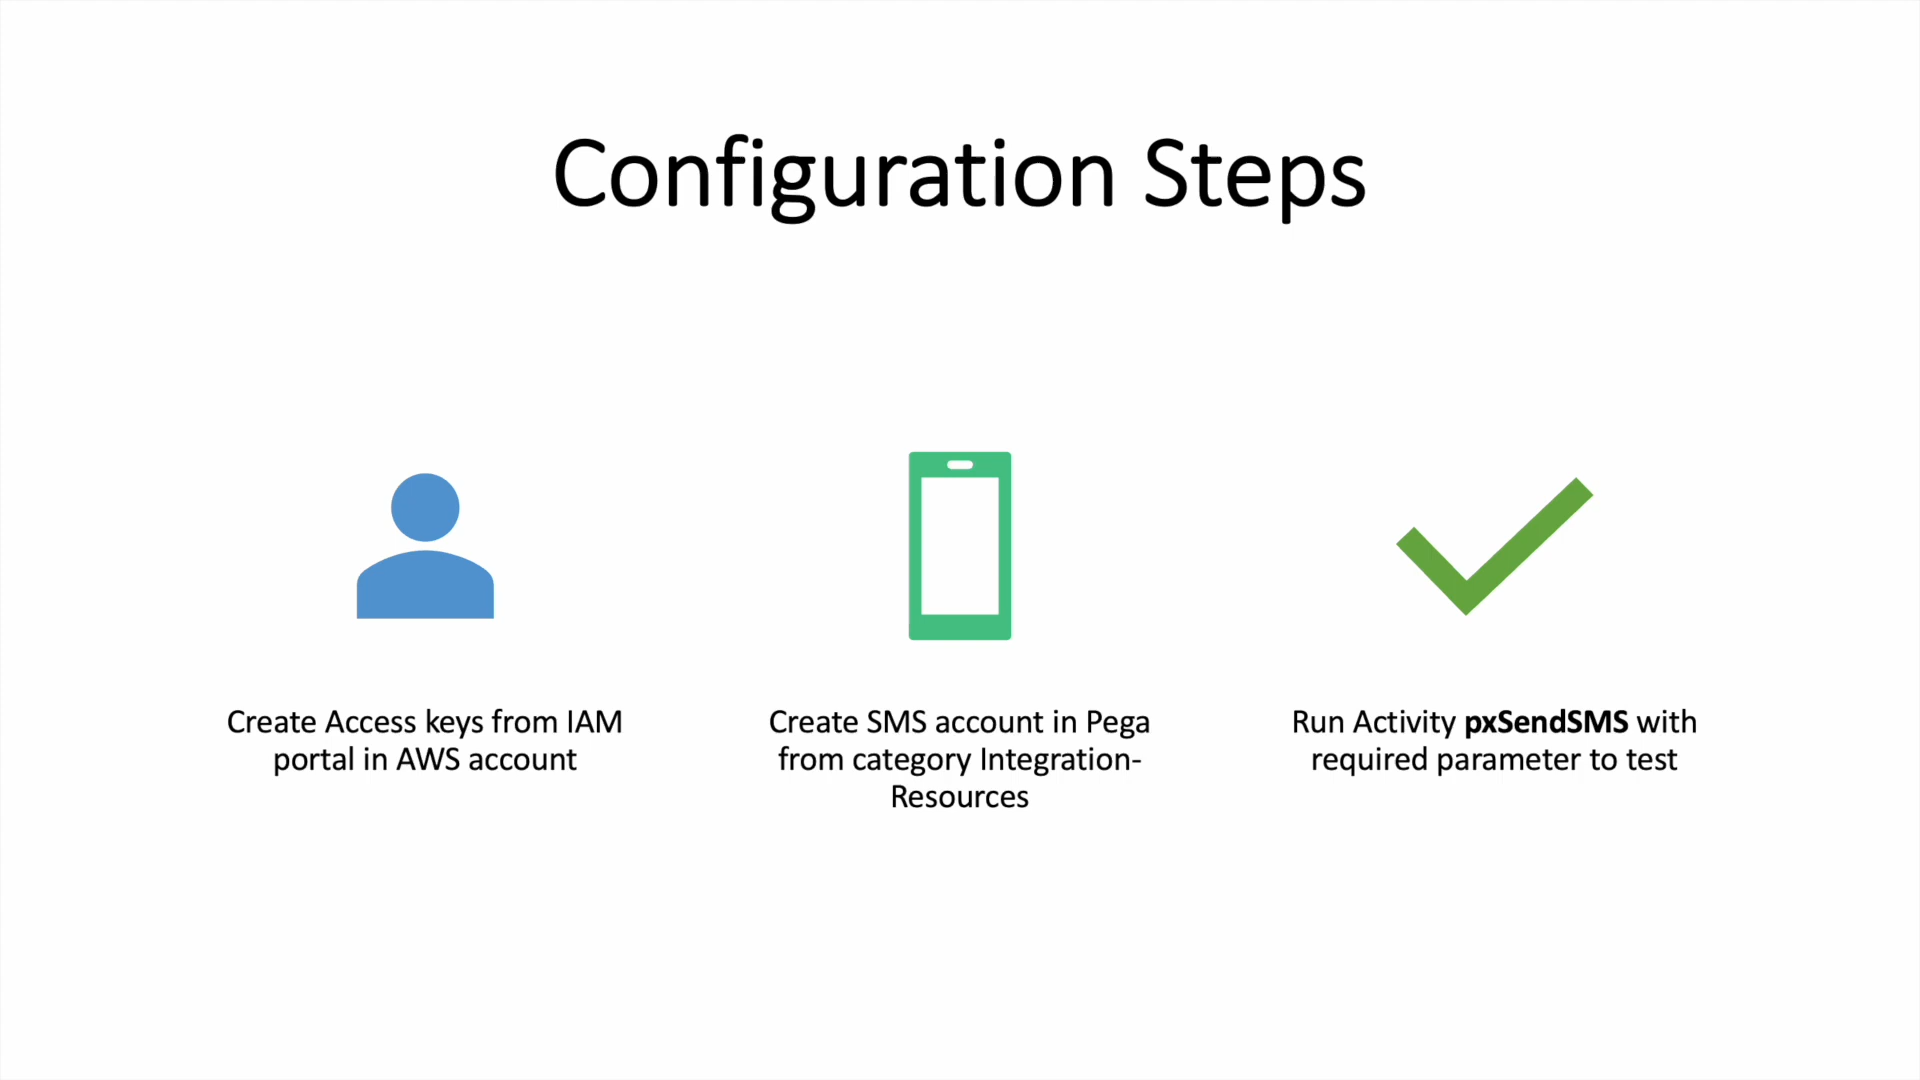 Configuration Steps
Create Access keys from IAM
portal in AWS account
Create SMS account in Pega
from category Integration-
Resources
Run Activity pxSendSMS with
required parameter to test